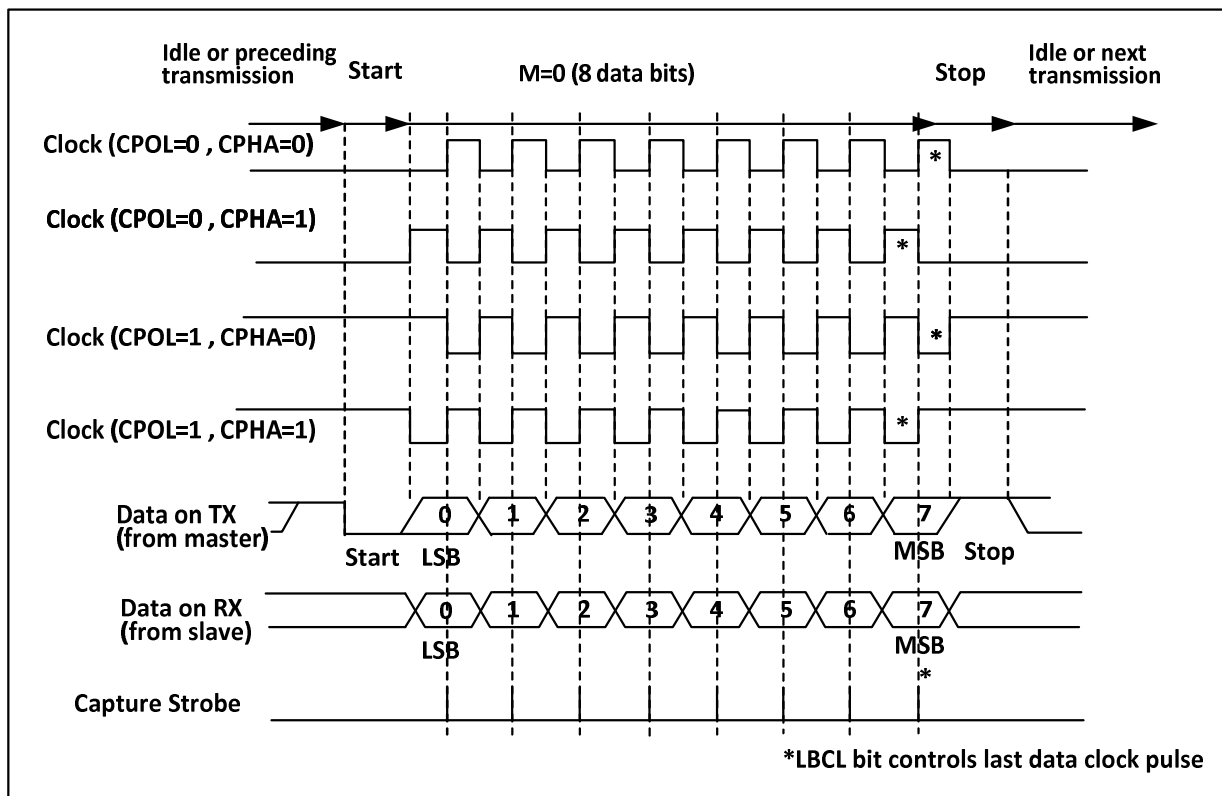 Idle or preceding
transmission
Start
M=0 (8 data bits)
Stop
Idle or next
transmission
Clock (CPOL=0 , CPHA=0)
*
Clock (CPOL=0 , CPHA=1)
*
Clock (CPOL=1 , CPHA=0)
*
Clock (CPOL=1 , CPHA=1)
*
Data on TX
(from master)
0 1 2 3 4 5 6 7
Start LSB MSB Stop
Data on RX
(from slave)
0 1 2 3 4 5 6 7
LSB MSB
*
Capture Strobe
*LBCL bit controls last data clock pulse